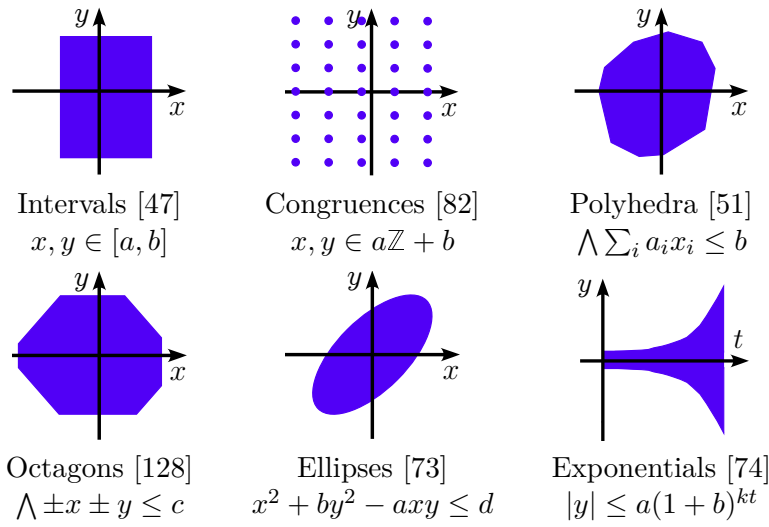 y
x
Intervals [47]
x, y ∈ [a, b]
y
x
Congruences [82]
x, y ∈ aℤ + b
y
x
Polyhedra [51]
⋀ ∑ᵢ aᵢxᵢ ≤ b
y
x
Octagons [128]
⋀ ±x ± y ≤ c
y
x
Ellipses [73]
x² + by² − axy ≤ d
y
t
Exponentials [74]
|y| ≤ a(1 + b)ᵏᵗ